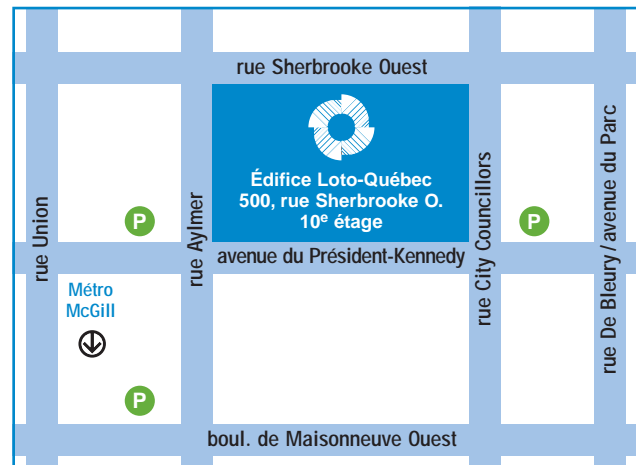 rue Sherbrooke Ouest
Édifice Loto-Québec
500, rue Sherbrooke O.
10e étage
rue Union
rue Aylmer
rue City Councillors
rue De Bleury/avenue du Parc
P
P
avenue du Président-Kennedy
Métro
McGill
P
boul. de Maisonneuve Ouest